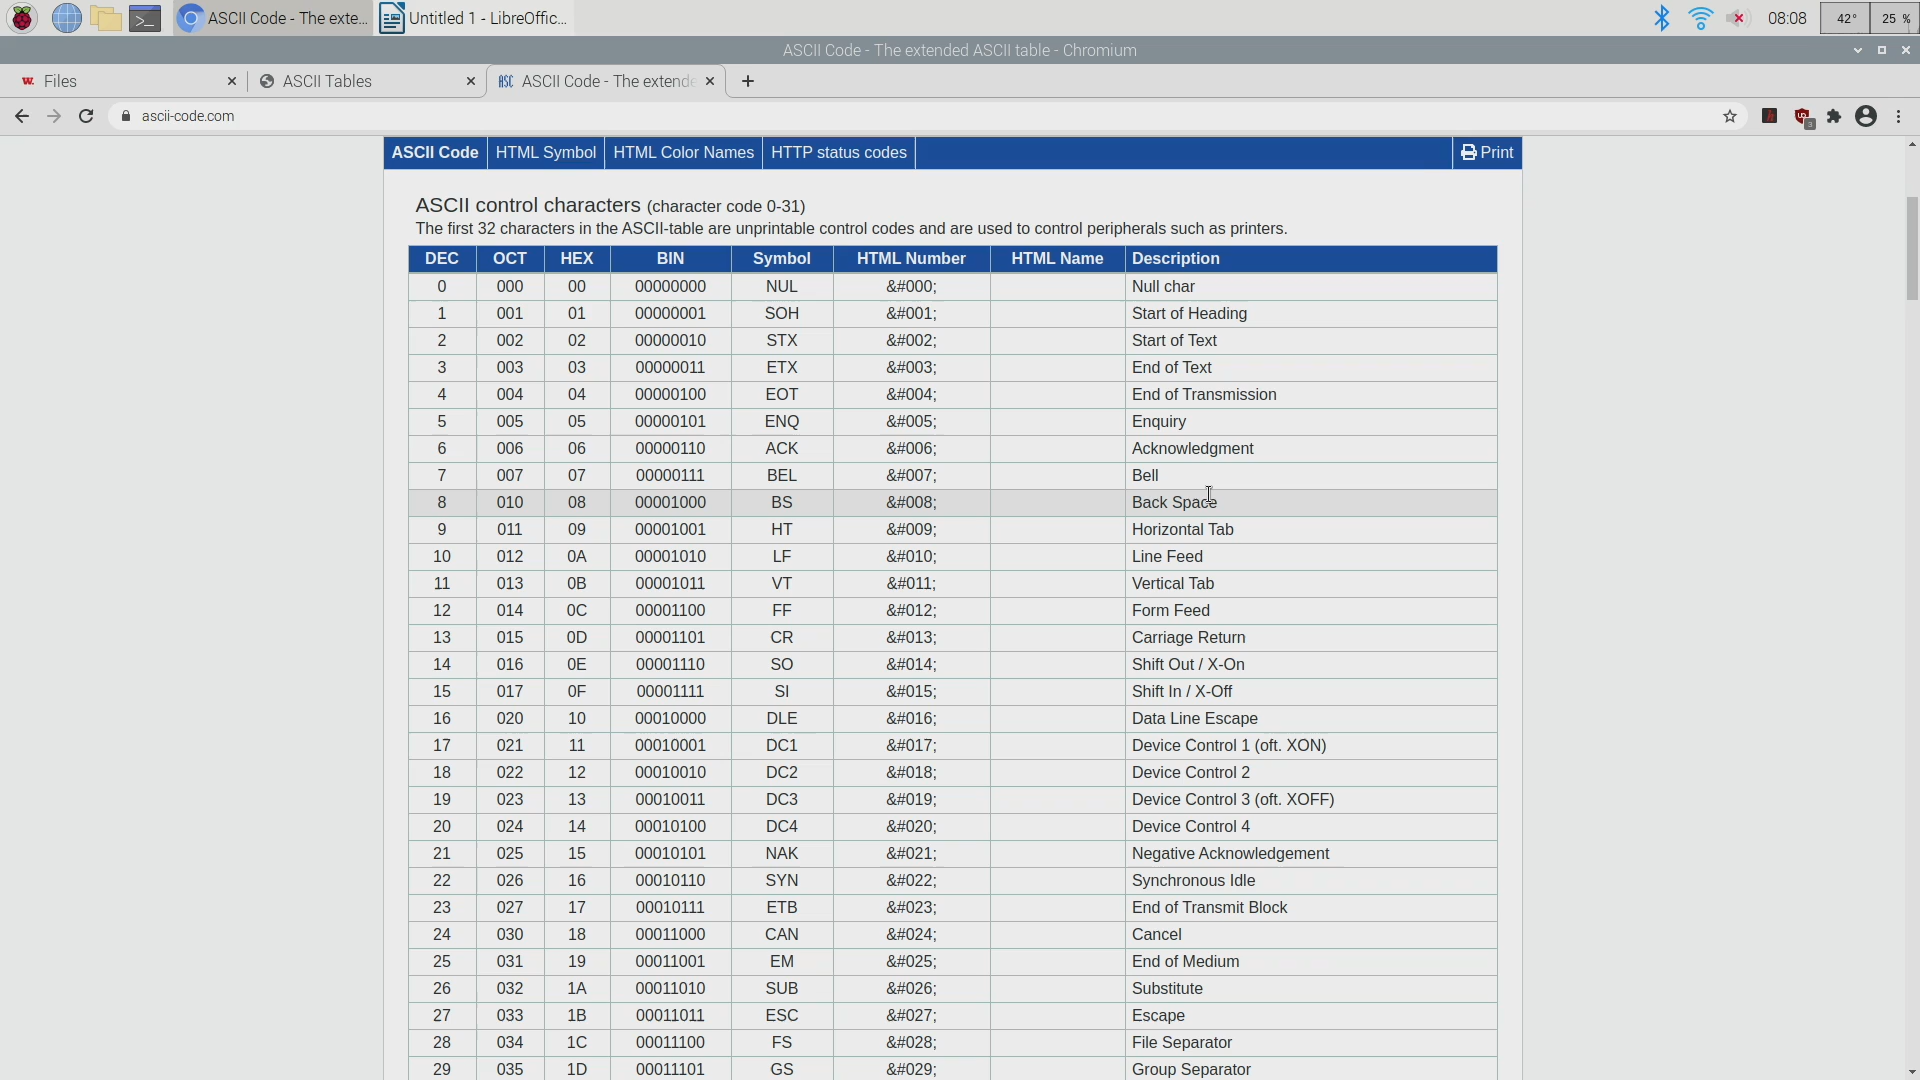 ASCII Code - The exte...
Untitled 1 - LibreOffic...
08:08
42°
25 %
ASCII Code - The extended ASCII table - Chromium
w. Files
ASCII Tables
ASC ASCII Code - The extende
ascii-code.com
3
ASCII Code HTML Symbol HTML Color Names HTTP status codes Print
ASCII control characters (character code 0-31)
The first 32 characters in the ASCII-table are unprintable control codes and are used to control peripherals such as printers.
DEC OCT HEX BIN Symbol HTML Number HTML Name Description
0 000 00 00000000 NUL &#000; Null char
1 001 01 00000001 SOH &#001; Start of Heading
2 002 02 00000010 STX &#002; Start of Text
3 003 03 00000011 ETX &#003; End of Text
4 004 04 00000100 EOT &#004; End of Transmission
5 005 05 00000101 ENQ &#005; Enquiry
6 006 06 00000110 ACK &#006; Acknowledgment
7 007 07 00000111 BEL &#007; Bell
8 010 08 00001000 BS &#008; Back Space
9 011 09 00001001 HT &#009; Horizontal Tab
10 012 0A 00001010 LF &#010; Line Feed
11 013 0B 00001011 VT &#011; Vertical Tab
12 014 0C 00001100 FF &#012; Form Feed
13 015 0D 00001101 CR &#013; Carriage Return
14 016 0E 00001110 SO &#014; Shift Out / X-On
15 017 0F 00001111 SI &#015; Shift In / X-Off
16 020 10 00010000 DLE &#016; Data Line Escape
17 021 11 00010001 DC1 &#017; Device Control 1 (oft. XON)
18 022 12 00010010 DC2 &#018; Device Control 2
19 023 13 00010011 DC3 &#019; Device Control 3 (oft. XOFF)
20 024 14 00010100 DC4 &#020; Device Control 4
21 025 15 00010101 NAK &#021; Negative Acknowledgement
22 026 16 00010110 SYN &#022; Synchronous Idle
23 027 17 00010111 ETB &#023; End of Transmit Block
24 030 18 00011000 CAN &#024; Cancel
25 031 19 00011001 EM &#025; End of Medium
26 032 1A 00011010 SUB &#026; Substitute
27 033 1B 00011011 ESC &#027; Escape
28 034 1C 00011100 FS &#028; File Separator
29 035 1D 00011101 GS &#029; Group Separator